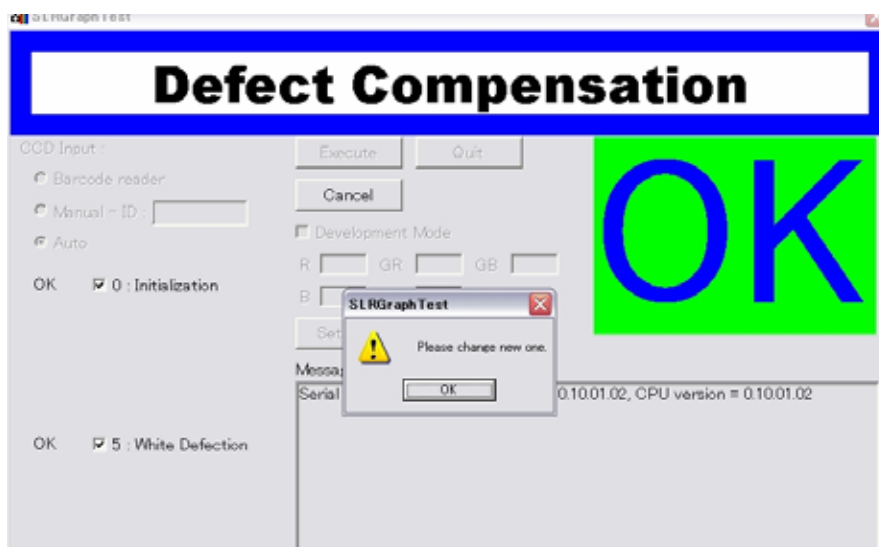 SLRGraphTest
Defect Compensation
CCD Input :
Execute
Quit
OK
Barcode reader
Manual - ID :
Cancel
Auto
Development Mode
R
GR
GB
B
OK
0 : Initialization
SLRGraphTest
Set
Please change new one.
OK
Messa
Serial
0.10.01.02, CPU version = 0.10.01.02
OK
5 : White Defection